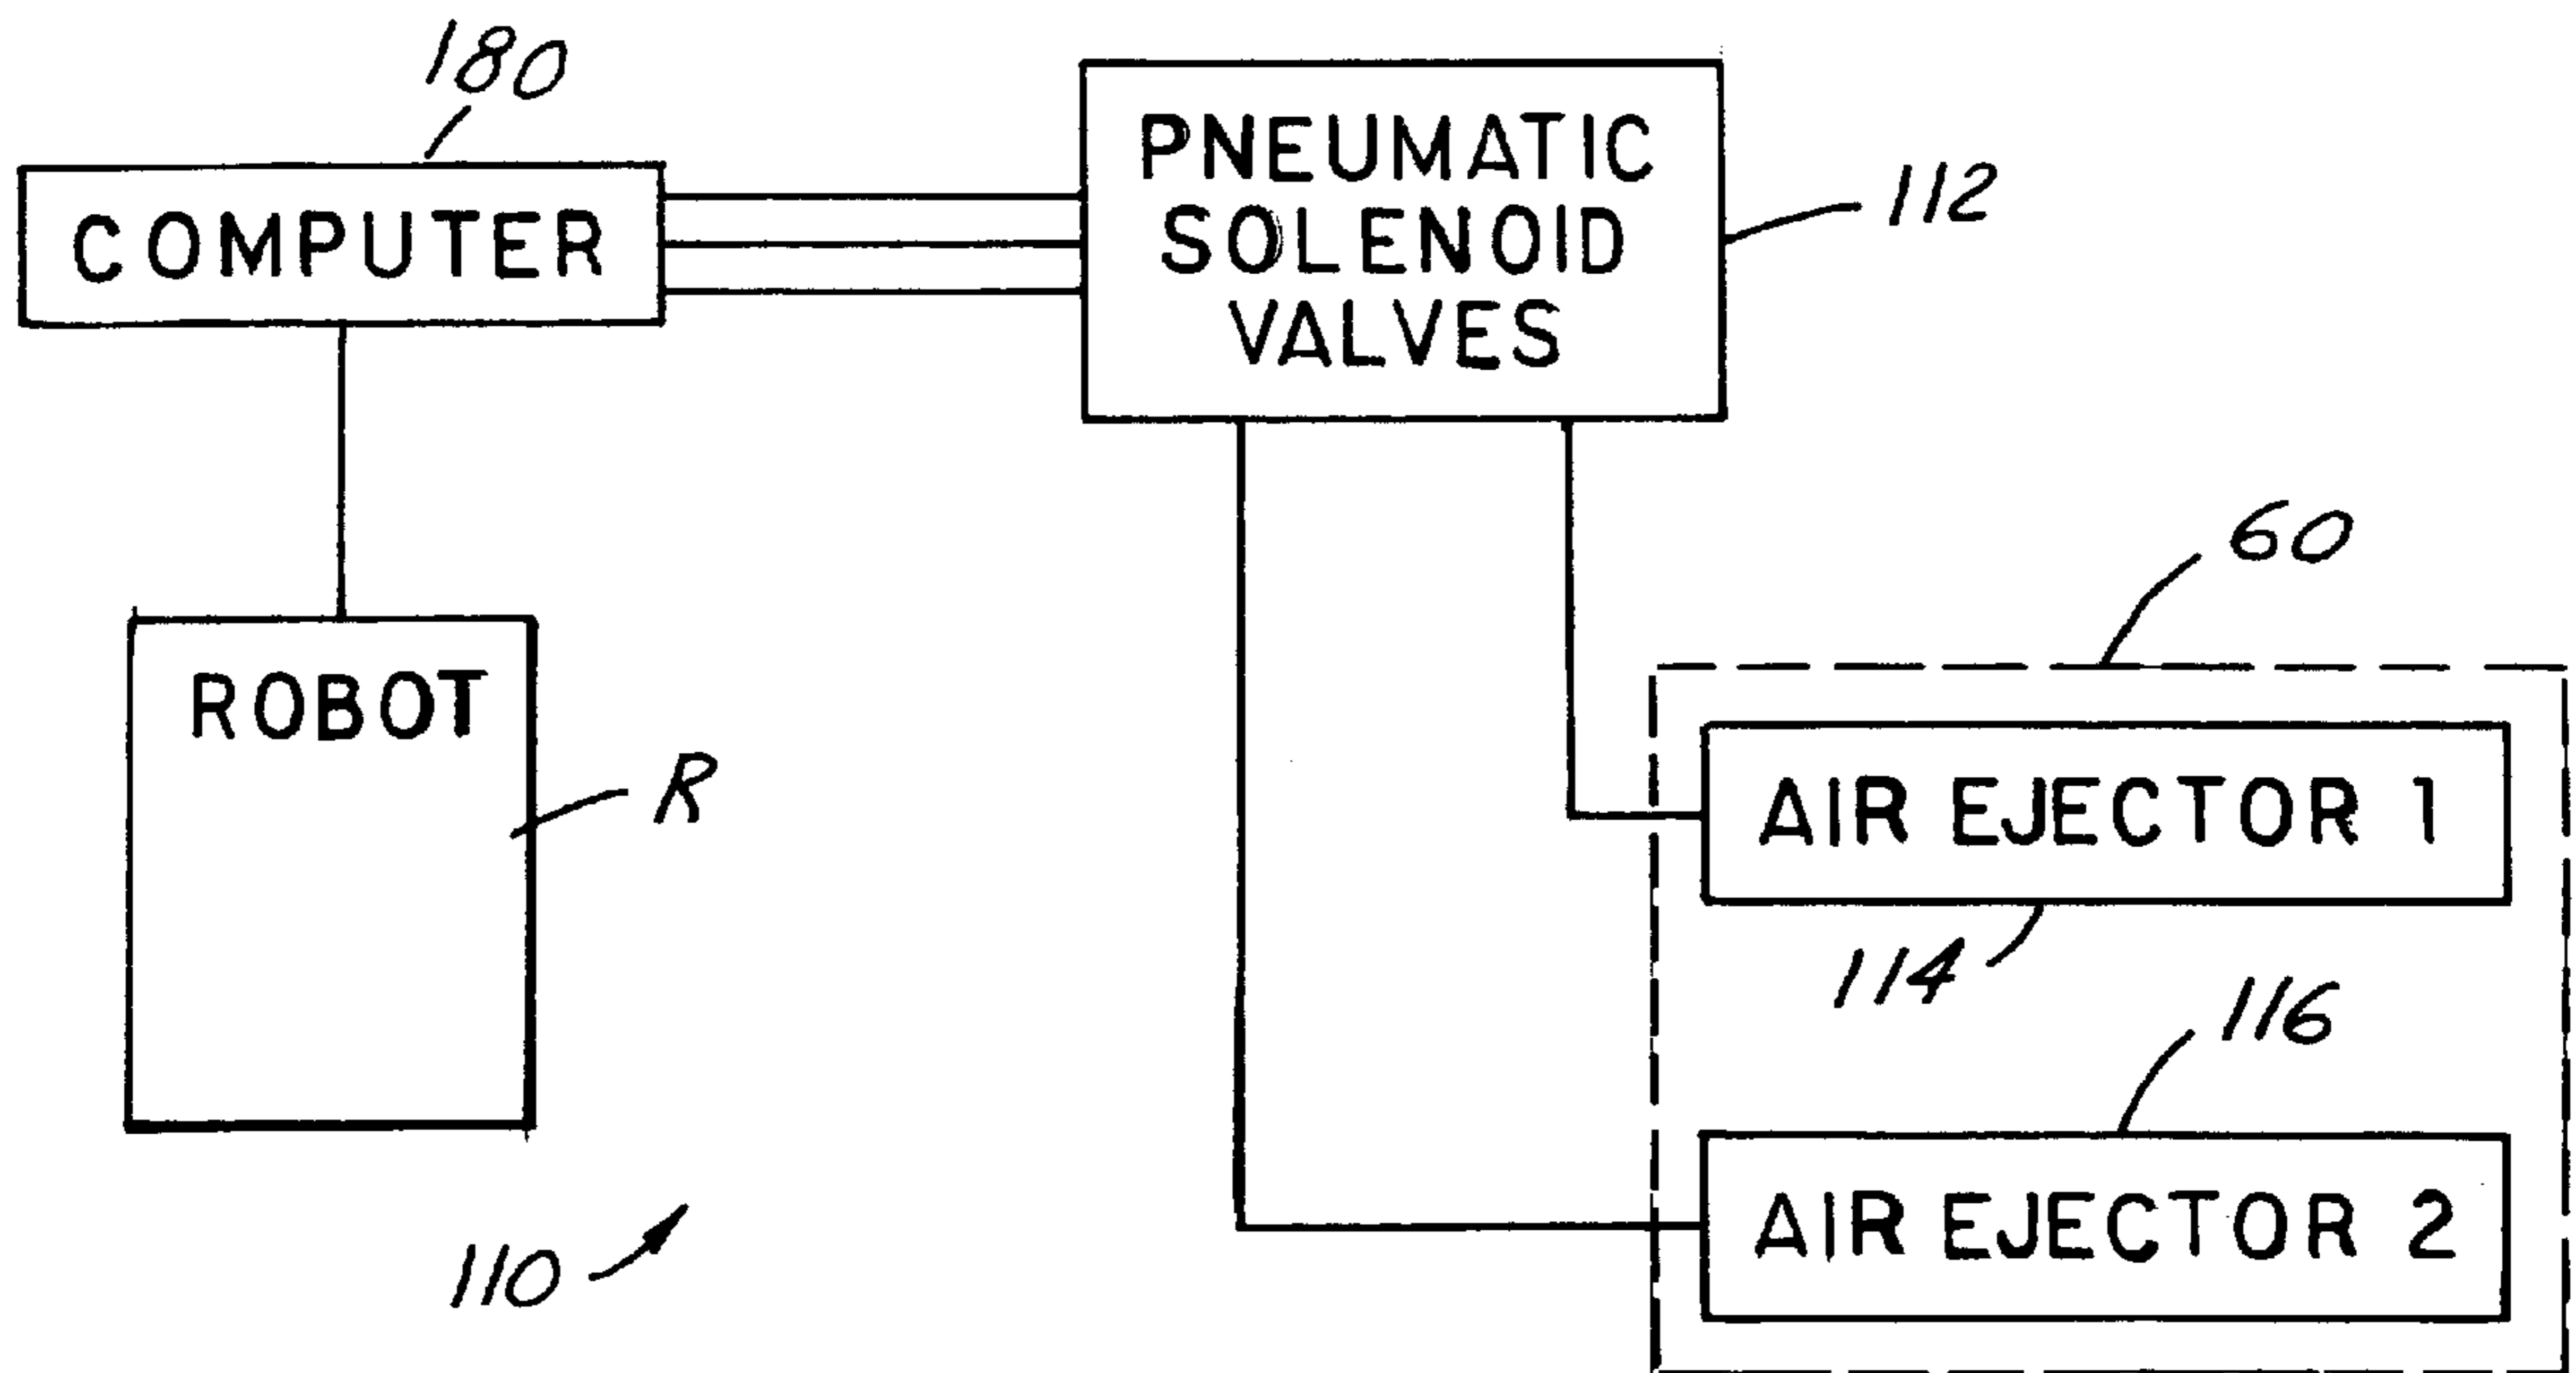 180
COMPUTER
PNEUMATIC
SOLENOID
VALVES
112
ROBOT
R
60
AIR EJECTOR 1
114
116
AIR EJECTOR 2
110